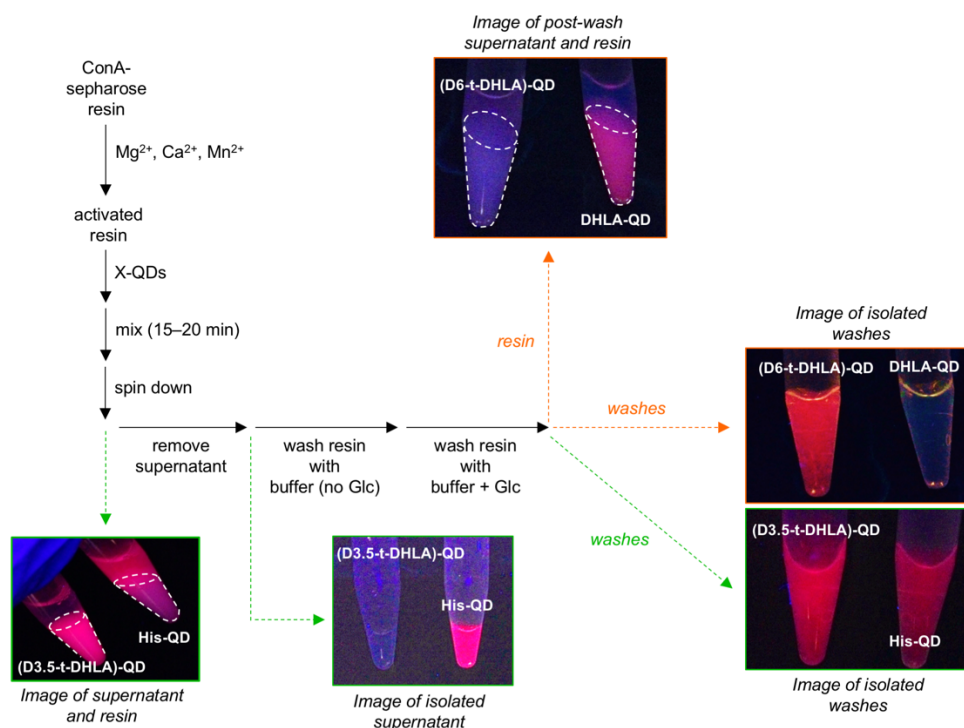 Image of post-wash
supernatant and resin
(D6-t-DHLA)-QD
DHLA-QD
ConA-
sepharose
resin
Mg²⁺, Ca²⁺, Mn²⁺
activated
resin
X-QDs
mix (15–20 min)
spin down
remove
supernatant
wash resin
with
buffer (no Glc)
wash resin
with
buffer + Glc
resin
washes
washes
Image of isolated
washes
(D6-t-DHLA)-QD
DHLA-QD
(D3.5-t-DHLA)-QD
His-QD
Image of isolated
washes
His-QD
(D3.5-t-DHLA)-QD
Image of supernatant
and resin
(D3.5-t-DHLA)-QD
His-QD
Image of isolated
supernatant